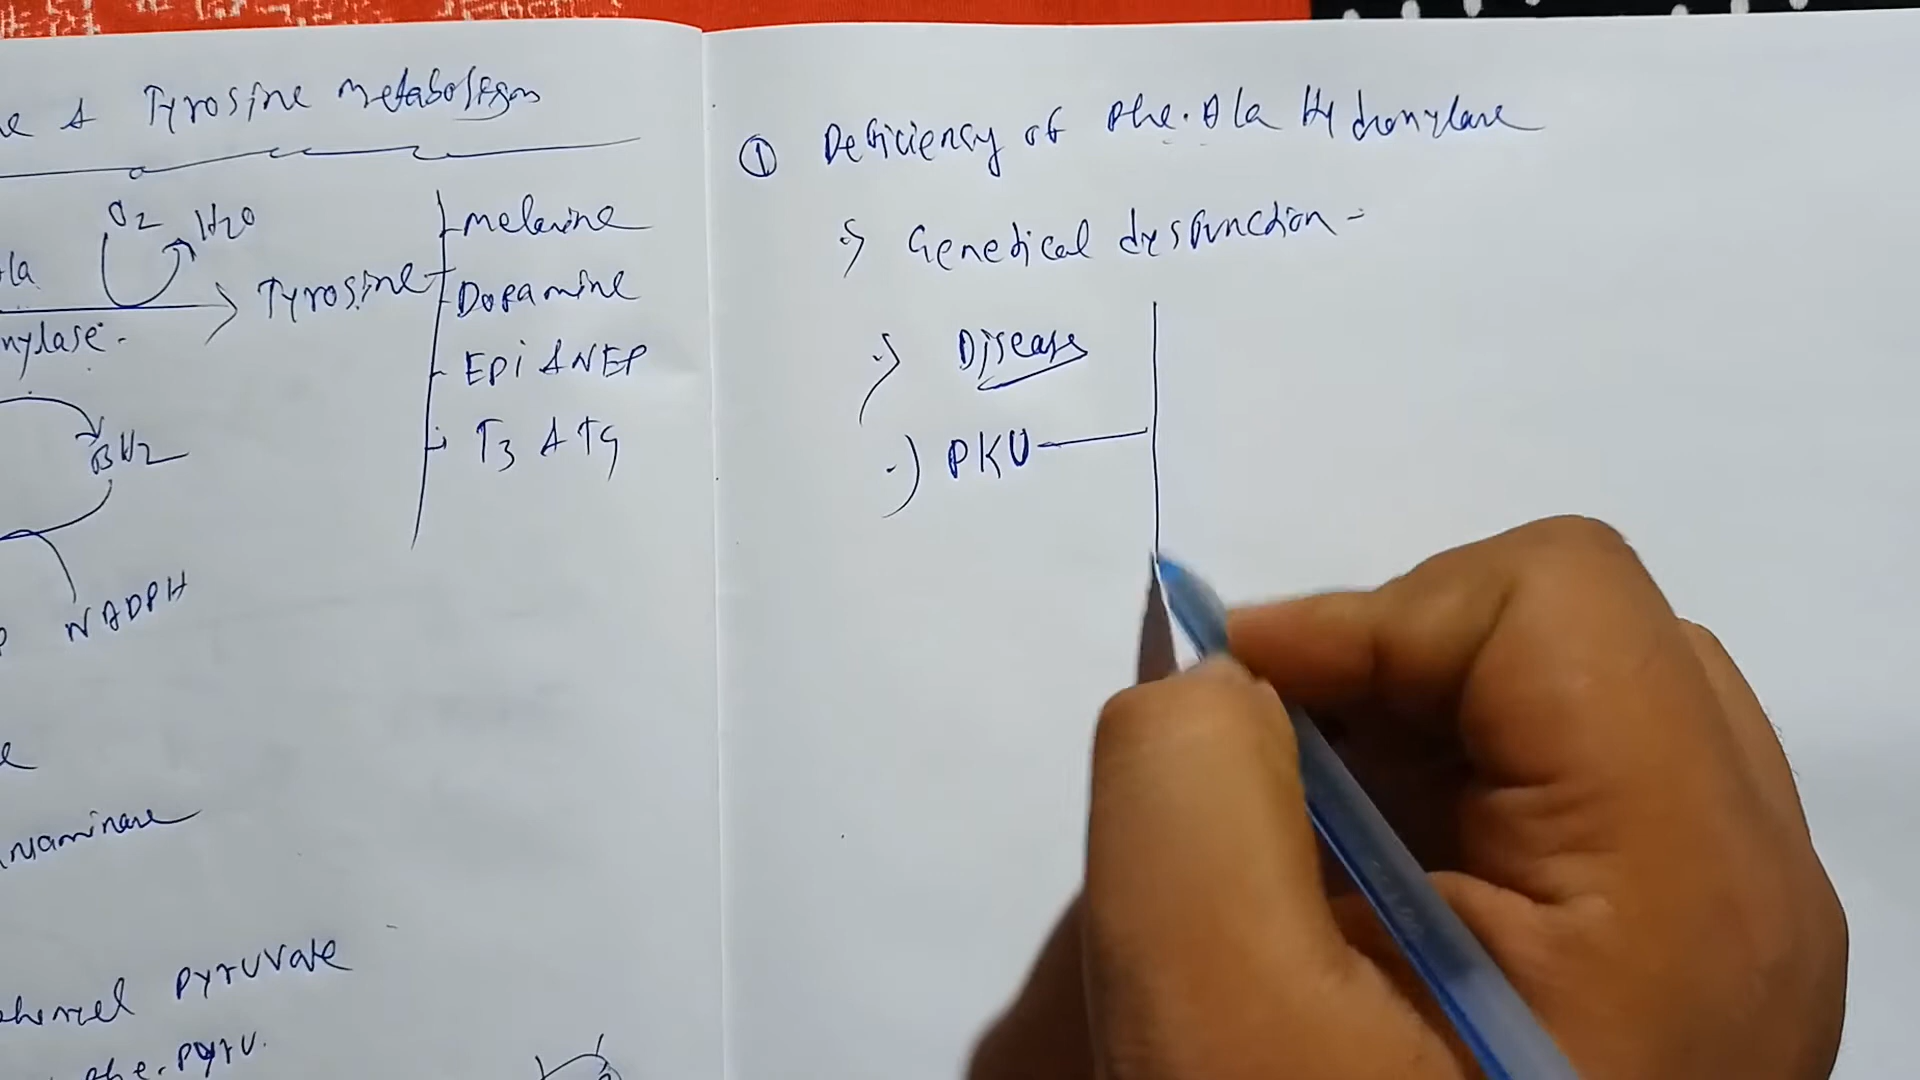 & Tyrosine metabolism
O2 H2O
la
Tyrosine
nylase.
melanine
Dopamine
EPi & NEP
T3 & T4
BH2
NADPH
henyl pyruvate
Phe. pyru.
① Deficiency of Phe. Ala Hydroxylase
Genetical dysfunction -
Disease
PKU